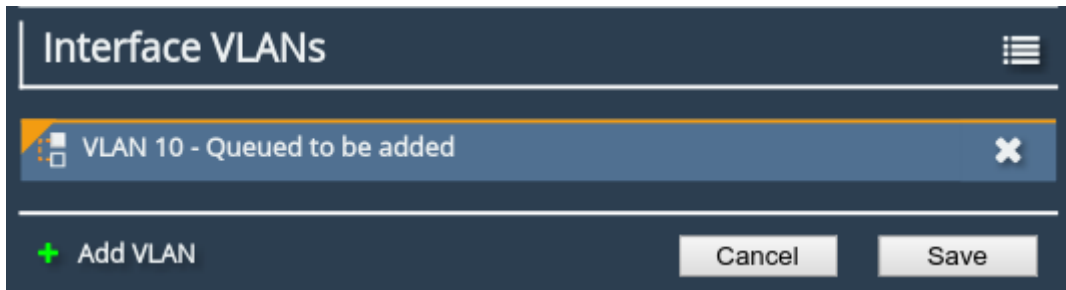 Interface VLANs
VLAN 10 - Queued to be added
Add VLAN
Cancel
Save